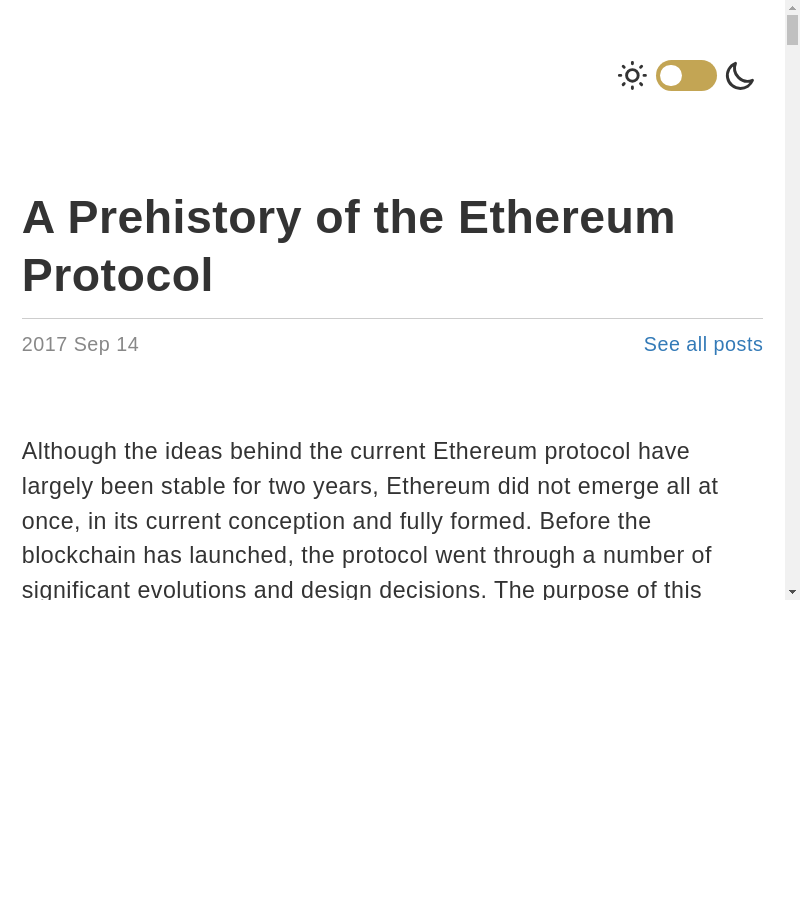 A Prehistory of the Ethereum
Protocol
2017 Sep 14
See all posts
Although the ideas behind the current Ethereum protocol have
largely been stable for two years, Ethereum did not emerge all at
once, in its current conception and fully formed. Before the
blockchain has launched, the protocol went through a number of
significant evolutions and design decisions. The purpose of this